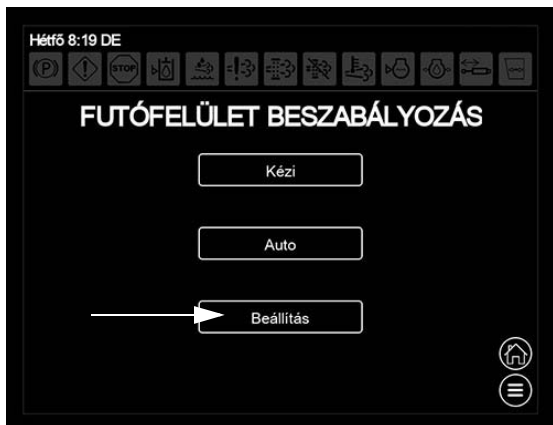 Hétfő 8:19 DE
STOP
FUTÓFELÜLET BESZABÁLYOZÁS
Kézi
Auto
Beállítás